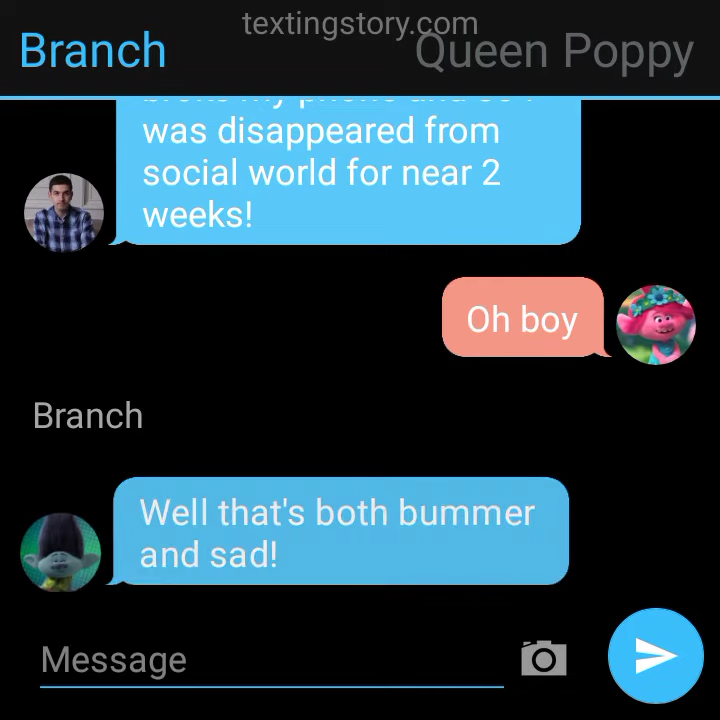 textingstory.com
Branch
Queen Poppy
was disappeared from
social world for near 2
weeks!
Oh boy
Branch
Well that's both bummer
and sad!
Message